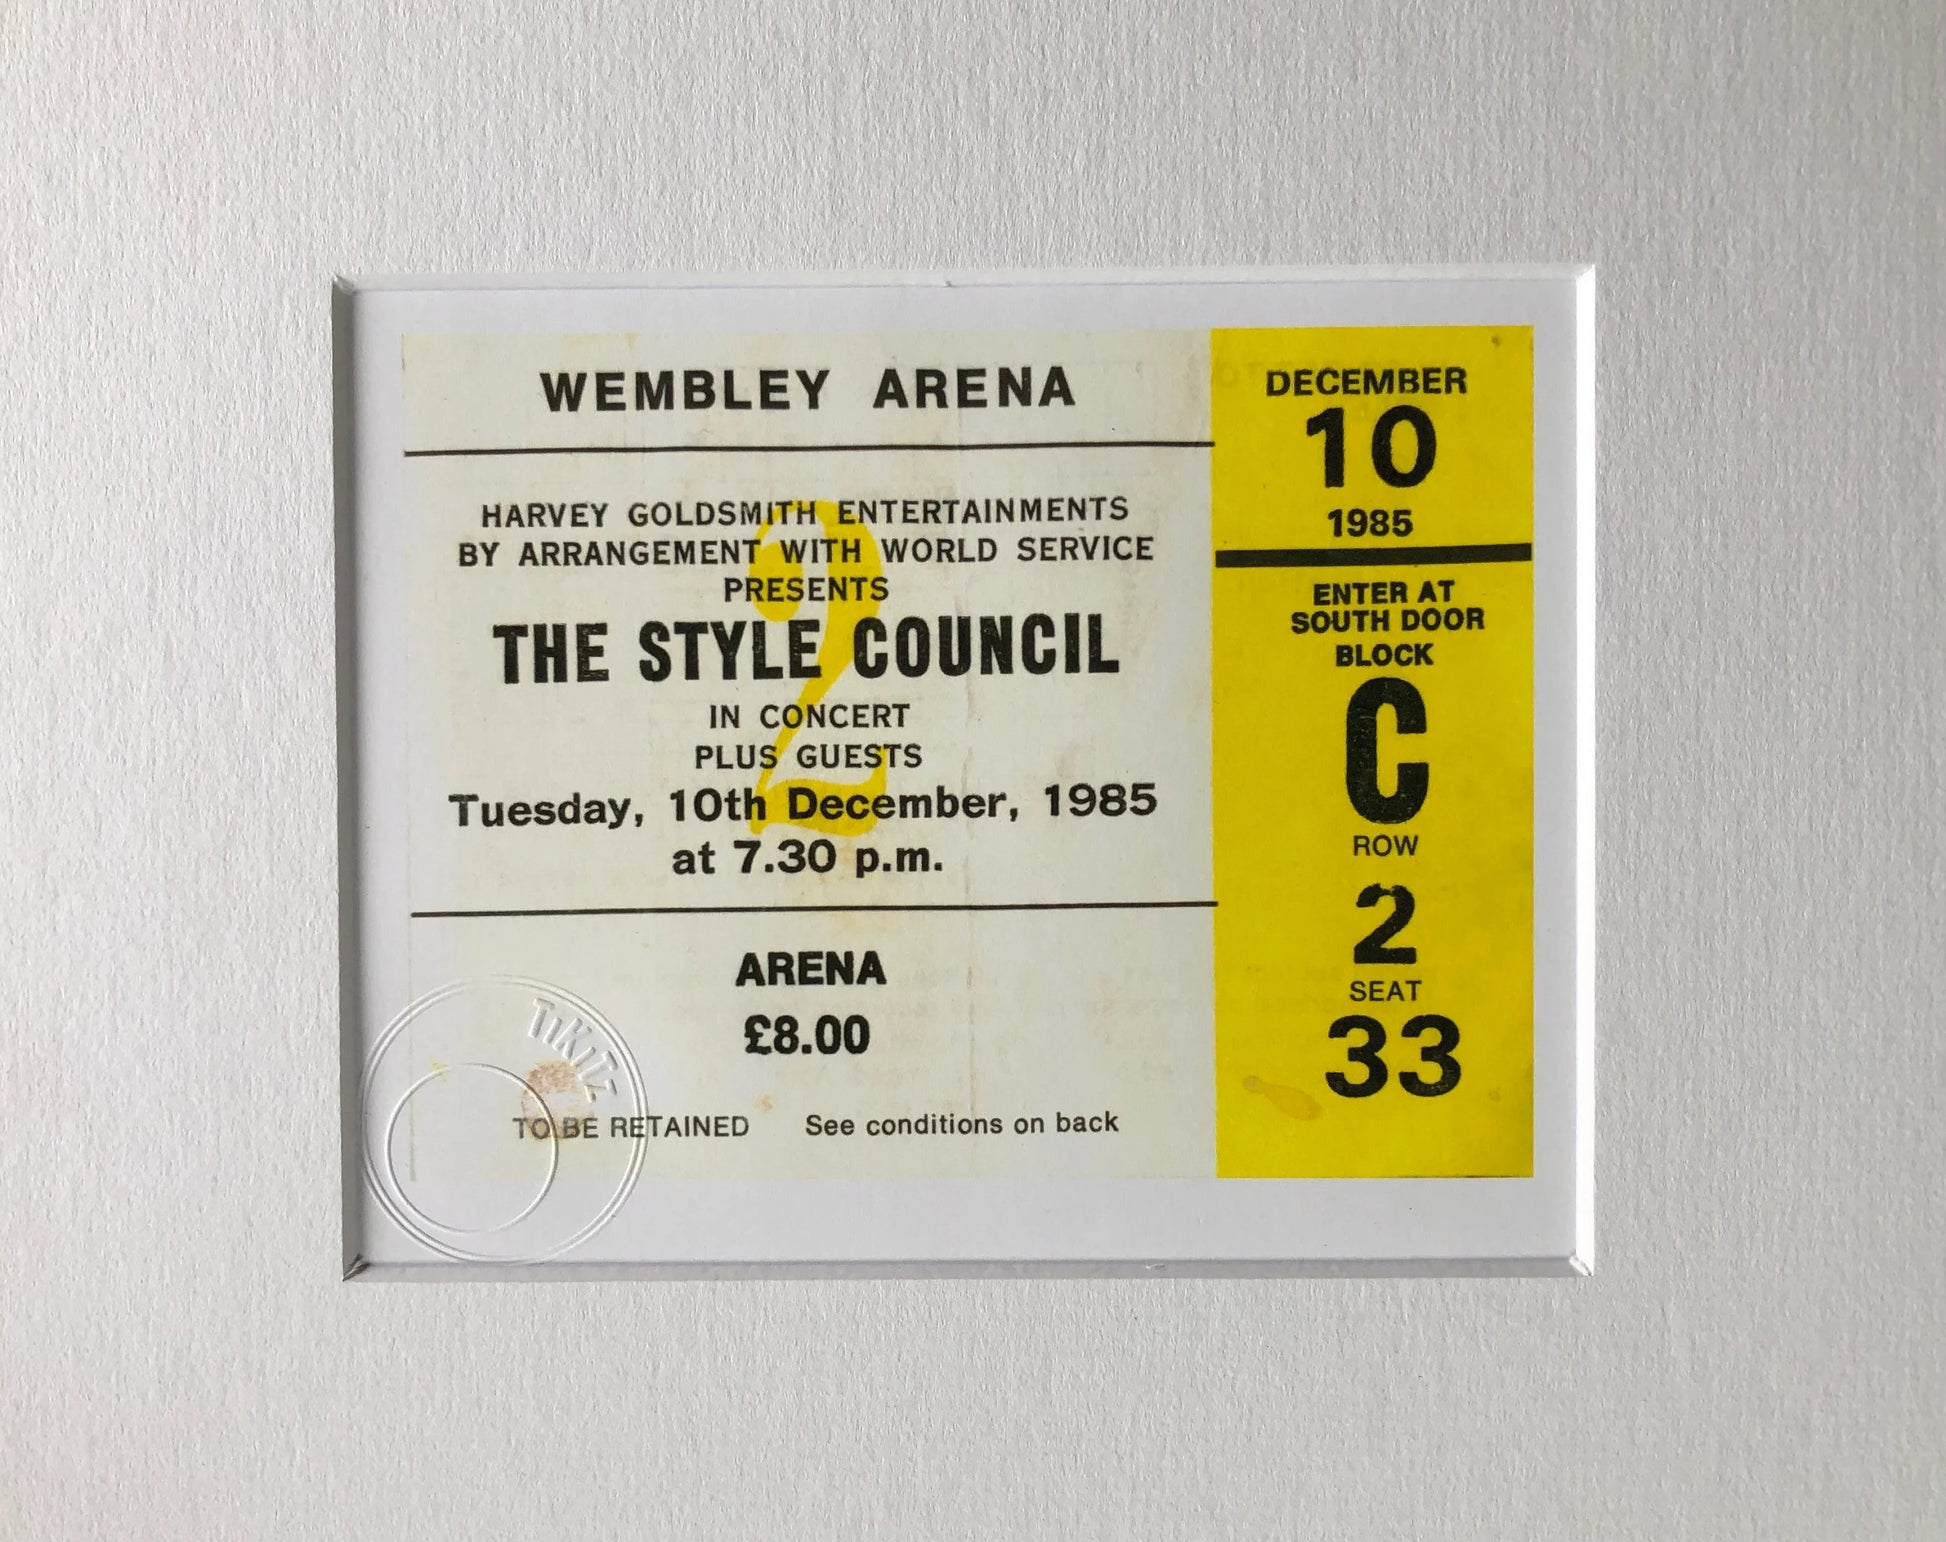 WEMBLEY ARENA
HARVEY GOLDSMITH ENTERTAINMENTS
BY ARRANGEMENT WITH WORLD SERVICE
PRESENTS
THE STYLE COUNCIL
IN CONCERT
PLUS GUESTS
Tuesday, 10th December, 1985
at 7.30 p.m.
2
ARENA
£8.00
TO BE RETAINED See conditions on back
TiKiTz
DECEMBER
10
1985
ENTER AT
SOUTH DOOR
BLOCK
C
ROW
2
SEAT
33